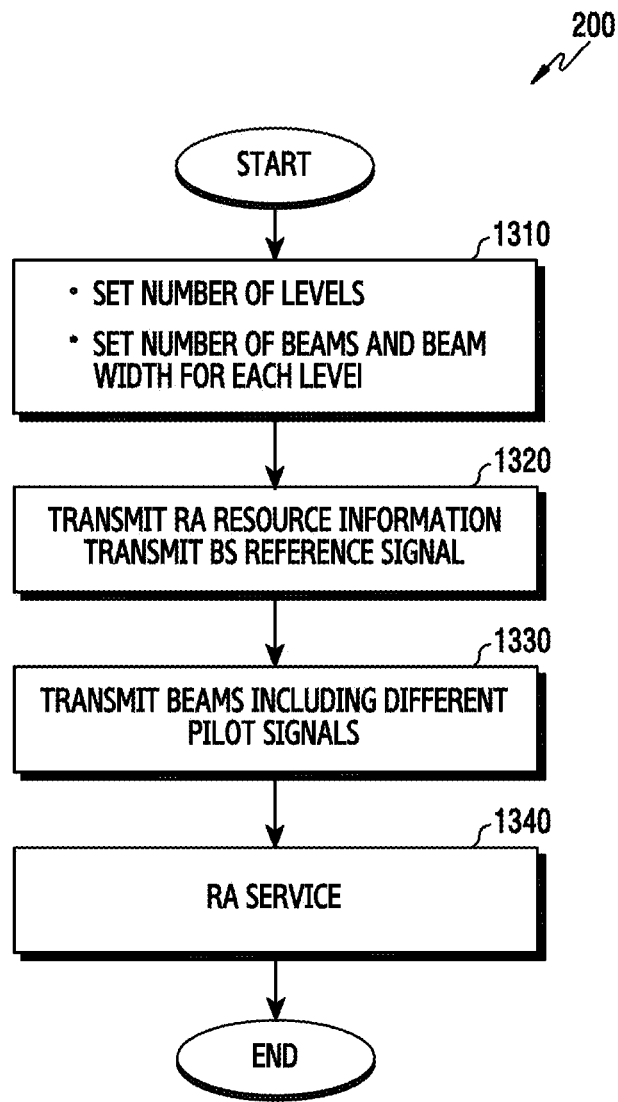 200
START
1310
• SET NUMBER OF LEVELS
• SET NUMBER OF BEAMS AND BEAM
WIDTH FOR EACH LEVEL
1320
TRANSMIT RA RESOURCE INFORMATION
TRANSMIT BS REFERENCE SIGNAL
1330
TRANSMIT BEAMS INCLUDING DIFFERENT
PILOT SIGNALS
1340
RA SERVICE
END